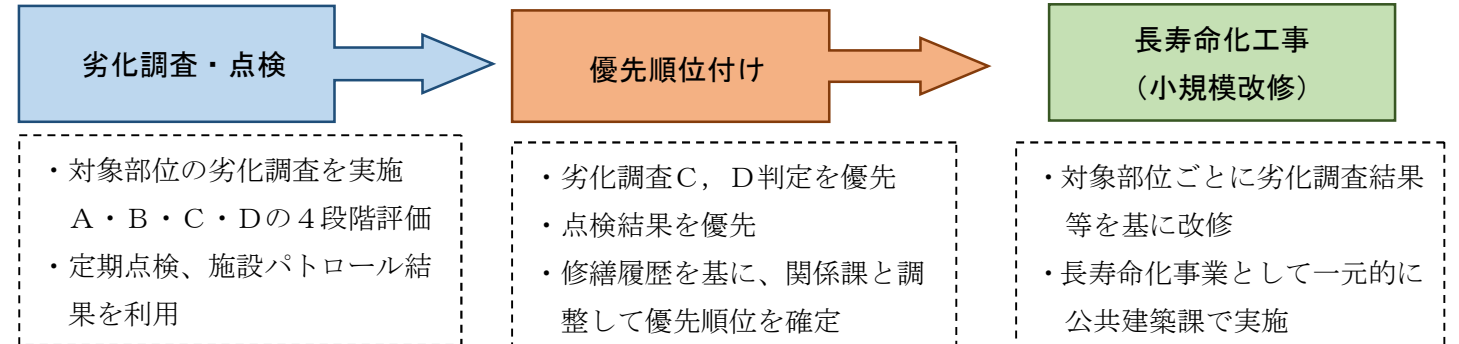 劣化調査・点検
・対象部位の劣化調査を実施
A・B・C・Dの4段階評価
・定期点検、施設パトロール結
果を利用
優先順位付け
・劣化調査C，D判定を優先
・点検結果を優先
・修繕履歴を基に、関係課と調
整して優先順位を確定
長寿命化工事
（小規模改修）
・対象部位ごとに劣化調査結果
等を基に改修
・長寿命化事業として一元的に
公共建築課で実施